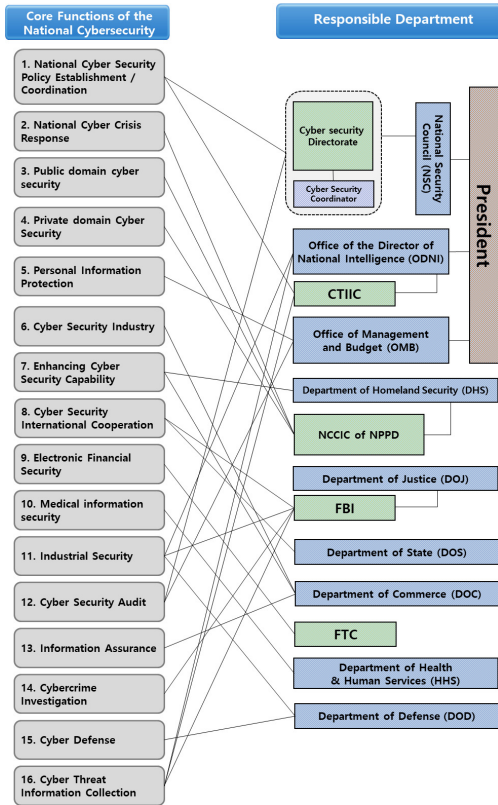 Core Functions of the
National Cybersecurity
Responsible Department
1. National Cyber Security
Policy Establishment /
Coordination
2. National Cyber Crisis
Response
3. Public domain cyber
security
4. Private domain Cyber
Security
5. Personal Information
Protection
6. Cyber Security Industry
7. Enhancing Cyber
Security Capability
8. Cyber Security
International Cooperation
9. Electronic Financial
Security
10. Medical information
security
11. Industrial Security
12. Cyber Security Audit
13. Information Assurance
14. Cybercrime
Investigation
15. Cyber Defense
16. Cyber Threat
Information Collection
Cyber security
Directorate
Cyber Security
Coordinator
National Security
Council (NSC)
President
Office of the Director of
National Intelligence (ODNI)
CTIIC
Office of Management
and Budget (OMB)
Department of Homeland Security (DHS)
NCCIC of NPPD
Department of Justice (DOJ)
FBI
Department of State (DOS)
Department of Commerce (DOC)
FTC
Department of Health
& Human Services (HHS)
Department of Defense (DOD)